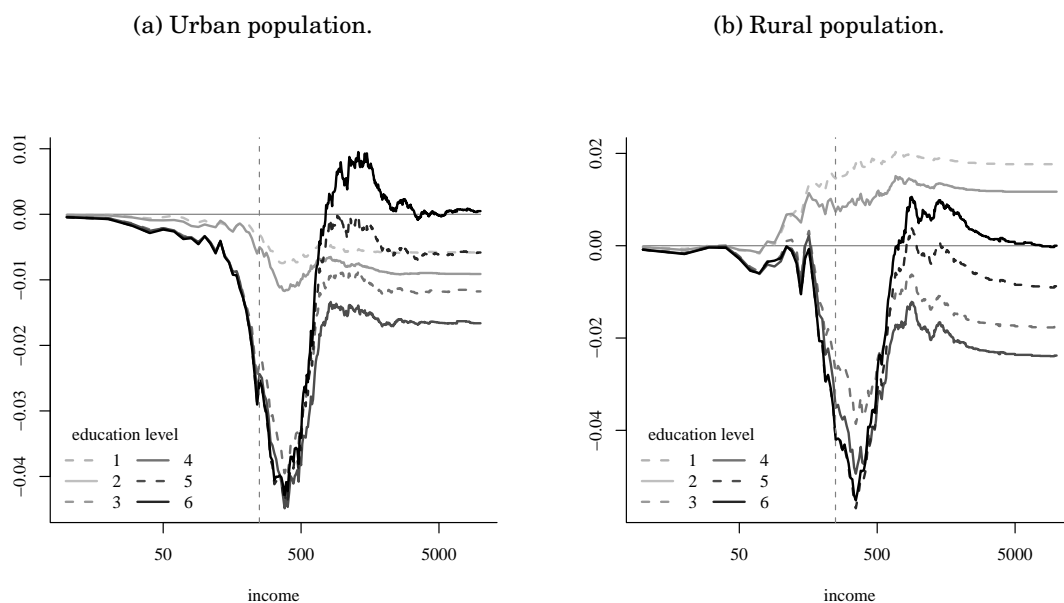 (a) Urban population.
0.01
0.00
−0.01
−0.02
−0.03
−0.04
education level
1 4
2 5
3 6
50 500 5000
income
(b) Rural population.
0.02
0.00
−0.02
−0.04
education level
1 4
2 5
3 6
50 500 5000
income